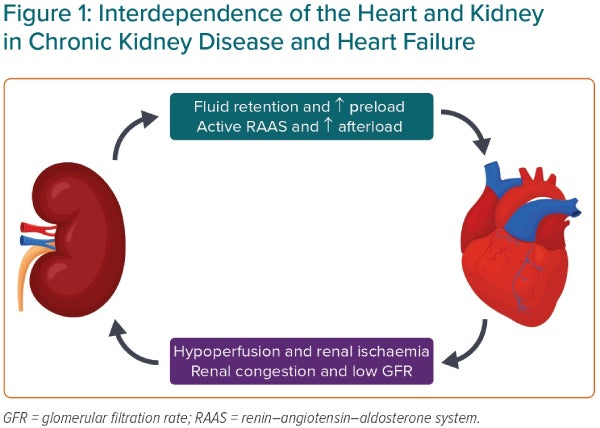 Figure 1: Interdependence of the Heart and Kidney
in Chronic Kidney Disease and Heart Failure
Fluid retention and ↑ preload
Active RAAS and ↑ afterload
Hypoperfusion and renal ischaemia
Renal congestion and low GFR
GFR = glomerular filtration rate; RAAS = renin–angiotensin–aldosterone system.